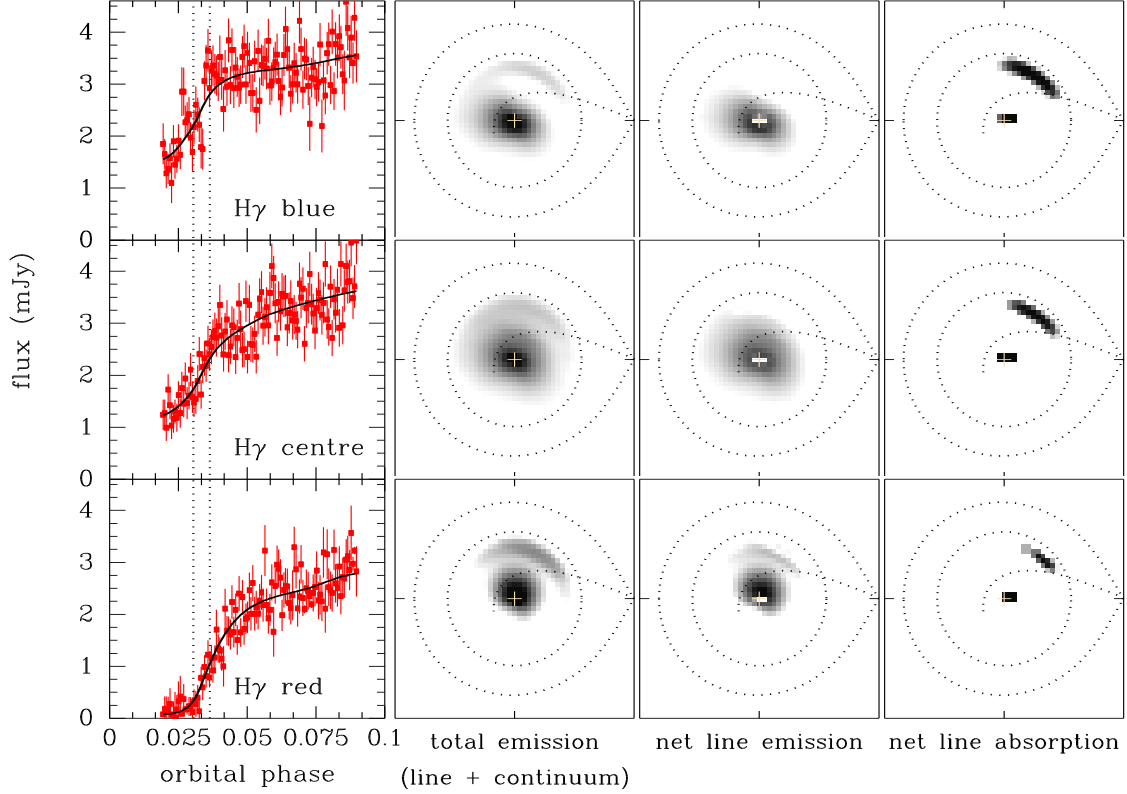 4
3
2
1
0
Hγ blue
4
3
2
1
0
Hγ centre
4
3
2
1
0
Hγ red
flux (mJy)
0 0.025 0.05 0.075 0.1
orbital phase
total emission
(line + continuum)
net line emission
net line absorption